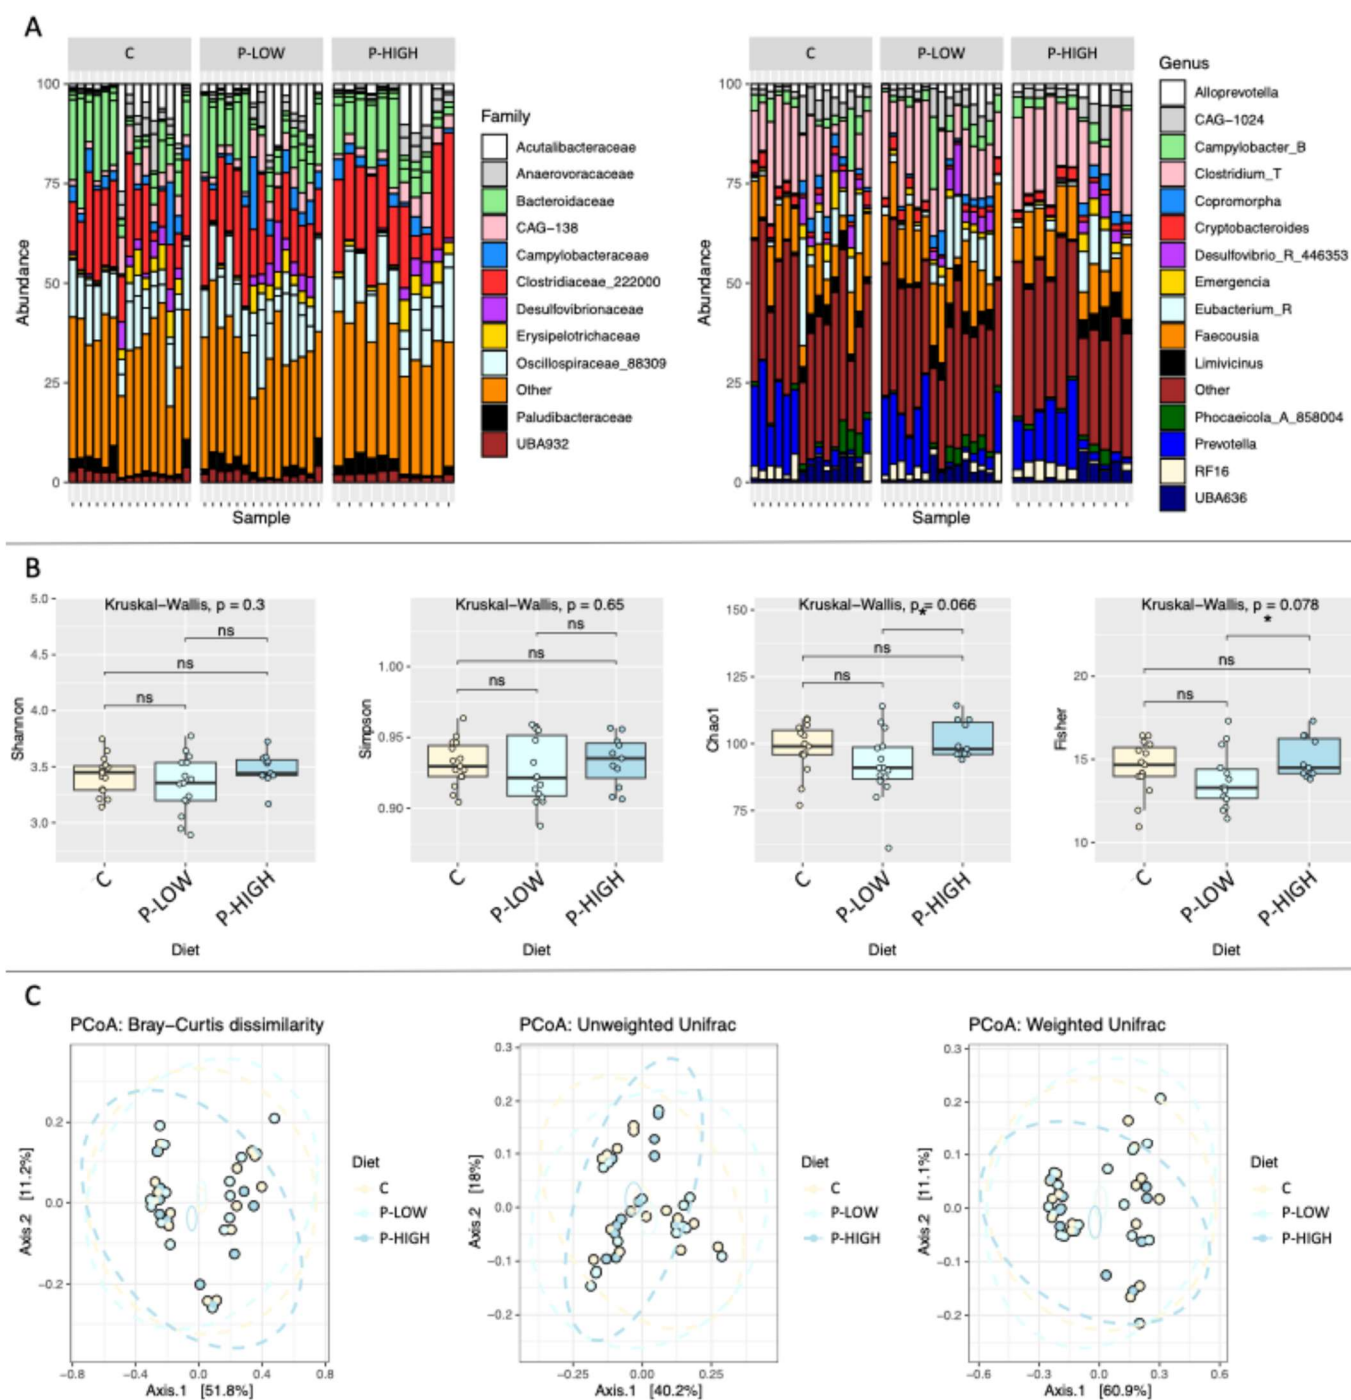 A
C P-LOW P-HIGH
100
75
50
25
0
Abundance
Sample
Family
Acutalibacteraceae
Anaerovoracaceae
Bacteroidaceae
CAG-138
Campylobacteraceae
Clostridiaceae_222000
Desulfovibrionaceae
Erysipelotrichaceae
Oscillospiraceae_88309
Other
Paludibacteraceae
UBA932
C P-LOW P-HIGH
100
75
50
25
0
Abundance
Sample
Genus
Alloprevotella
CAG-1024
Campylobacter_B
Clostridium_T
Copromorpha
Cryptobacteroides
Desulfovibrio_R_446353
Emergencia
Eubacterium_R
Faecousia
Limivicinus
Other
Phocaeicola_A_858004
Prevotella
RF16
UBA636
B
Kruskal-Wallis, p = 0.3
ns
ns
ns
5.0
4.5
4.0
3.5
3.0
Shannon
C P-LOW P-HIGH
Diet
Kruskal-Wallis, p = 0.65
ns
ns
ns
1.00
0.95
0.90
Simpson
C P-LOW P-HIGH
Diet
Kruskal-Wallis, p = 0.066
*
ns
ns
150
125
100
75
Chao1
C P-LOW P-HIGH
Diet
Kruskal-Wallis, p = 0.078
*
ns
ns
20
15
10
Fisher
C P-LOW P-HIGH
Diet
C
PCoA: Bray-Curtis dissimilarity
0.2
0.0
-0.2
Axis.2 [11.2%]
-0.8 -0.4 0.0 0.4 0.8
Axis.1 [51.8%]
Diet
C
P-LOW
P-HIGH
PCoA: Unweighted Unifrac
0.3
0.2
0.1
0.0
-0.1
-0.2
Axis.2 [18%]
-0.25 0.00 0.25
Axis.1 [40.2%]
Diet
C
P-LOW
P-HIGH
PCoA: Weighted Unifrac
0.3
0.2
0.1
0.0
-0.1
-0.2
Axis.2 [11.1%]
-0.6 -0.3 0.0 0.3 0.6
Axis.1 [60.9%]
Diet
C
P-LOW
P-HIGH